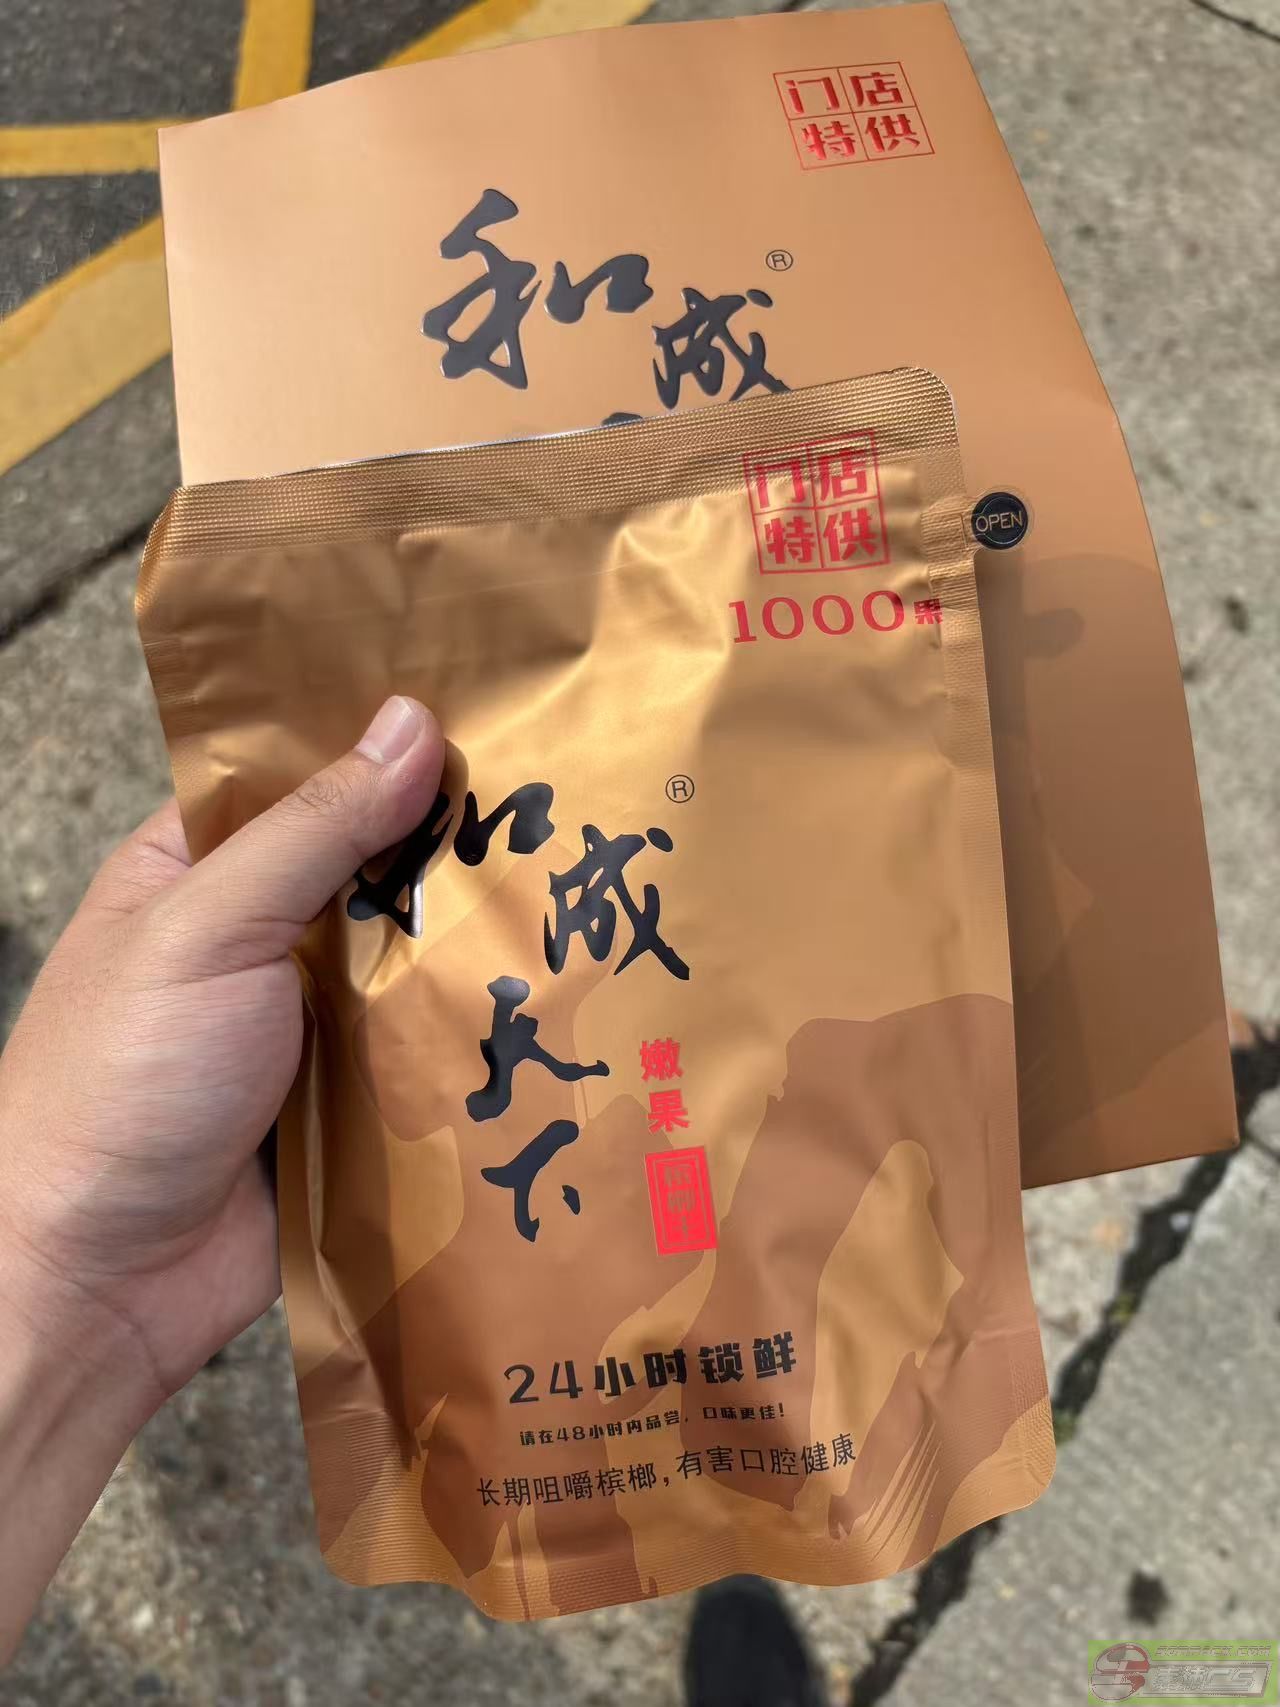 门店
特供
和成
®
门店
特供
OPEN
1000果
和成
®
天下
嫩果
24小时锁鲜
请在48小时内品尝，口味更佳！
长期咀嚼槟榔，有害口腔健康